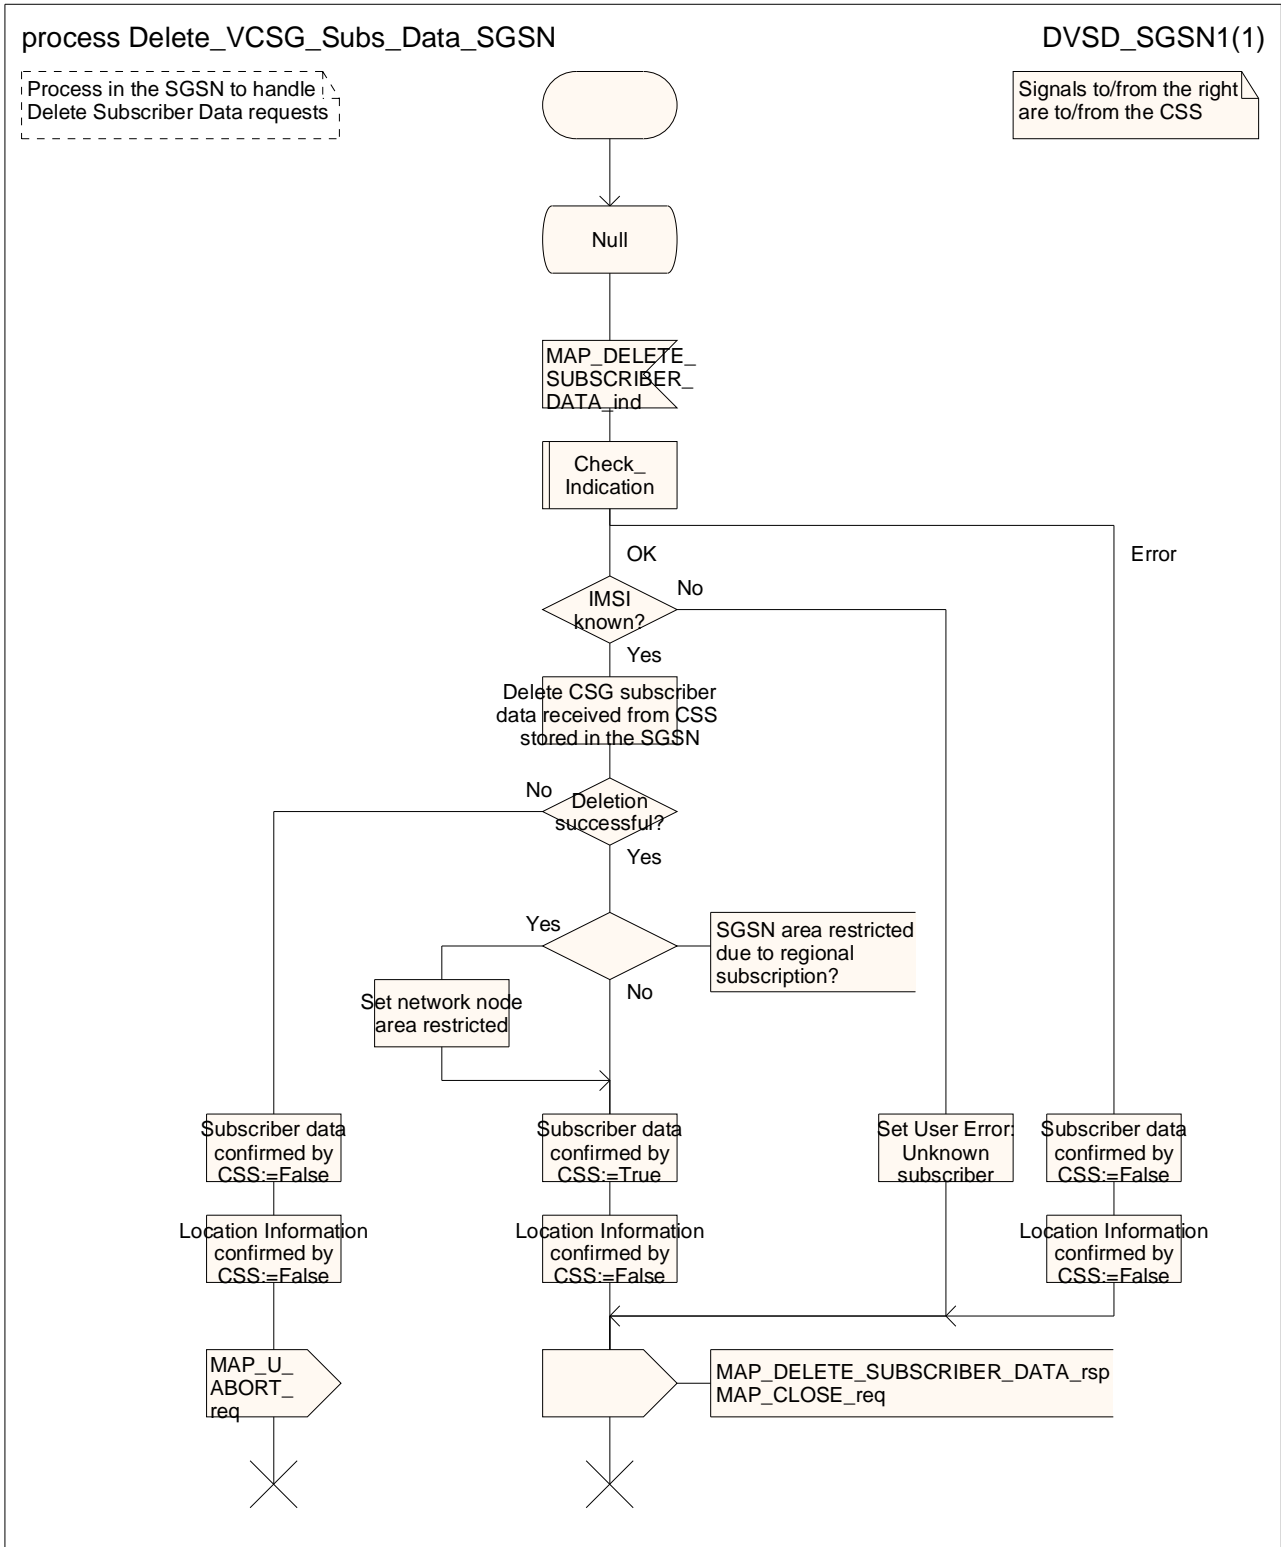 process Delete_VCSG_Subs_Data_SGSN
DVSD_SGSN1(1)
Process in the SGSN to handle
Delete Subscriber Data requests
Signals to/from the right
are to/from the CSS
Null
MAP_DELETE_
SUBSCRIBER_
DATA_ind
Check_
Indication
OK
Error
IMSI
known?
No
Yes
Delete CSG subscriber
data received from CSS
stored in the SGSN
No
Deletion
successful?
Yes
Yes
SGSN area restricted
due to regional
subscription?
No
Set network node
area restricted
Subscriber data
confirmed by
CSS:=False
Subscriber data
confirmed by
CSS:=True
Set User Error:
Unknown
subscriber
Subscriber data
confirmed by
CSS:=False
Location Information
confirmed by
CSS:=False
Location Information
confirmed by
CSS:=False
Location Information
confirmed by
CSS:=False
MAP_U_
ABORT_
req
MAP_DELETE_SUBSCRIBER_DATA_rsp
MAP_CLOSE_req